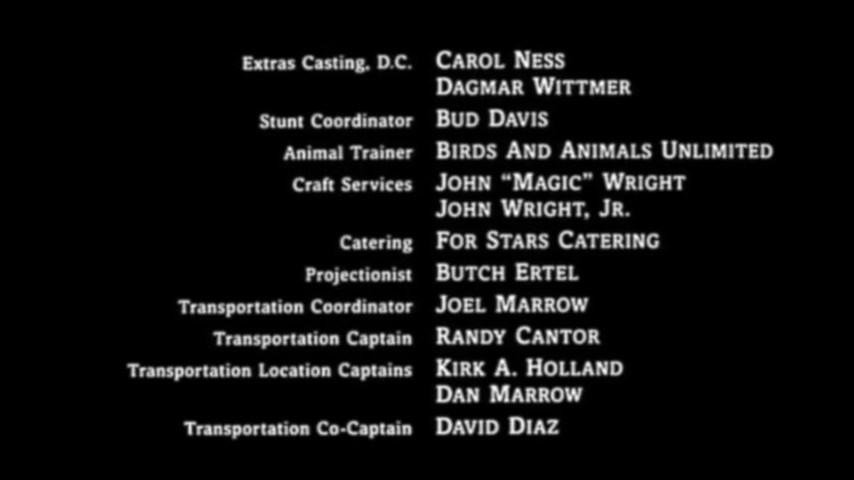 Extras Casting, D.C. CAROL NESS
DAGMAR WITTMER
Stunt Coordinator BUD DAVIS
Animal Trainer BIRDS AND ANIMALS UNLIMITED
Craft Services JOHN “MAGIC” WRIGHT
JOHN WRIGHT, JR.
Catering FOR STARS CATERING
Projectionist BUTCH ERTEL
Transportation Coordinator JOEL MARROW
Transportation Captain RANDY CANTOR
Transportation Location Captains KIRK A. HOLLAND
DAN MARROW
Transportation Co-Captain DAVID DIAZ